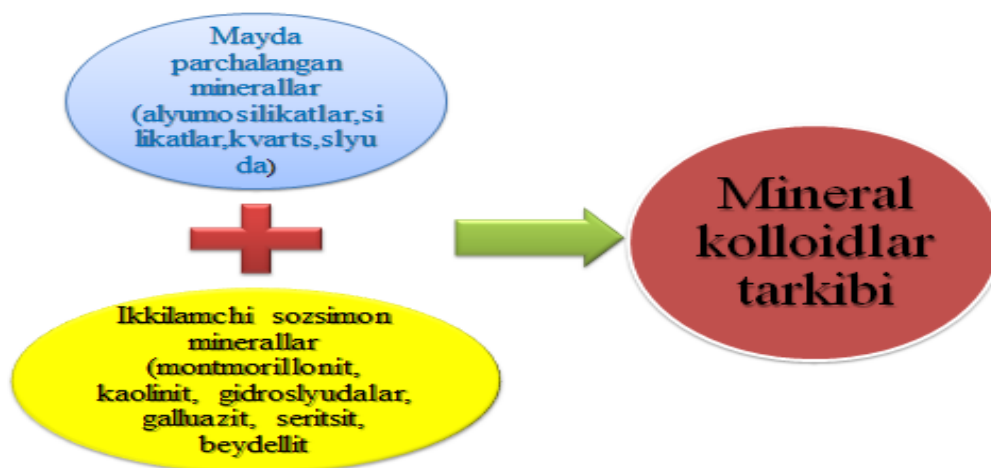 Mayda
parchalangan
minerallar
(alyumosilikatlar,si
likatlar,kvarts,slyu
da)
Ikkilamchi sozsimon
minerallar
(montmorillonit,
kaolinit, gidroslyudalar,
galluazit, seritsit,
beydellit
Mineral
kolloidlar
tarkibi